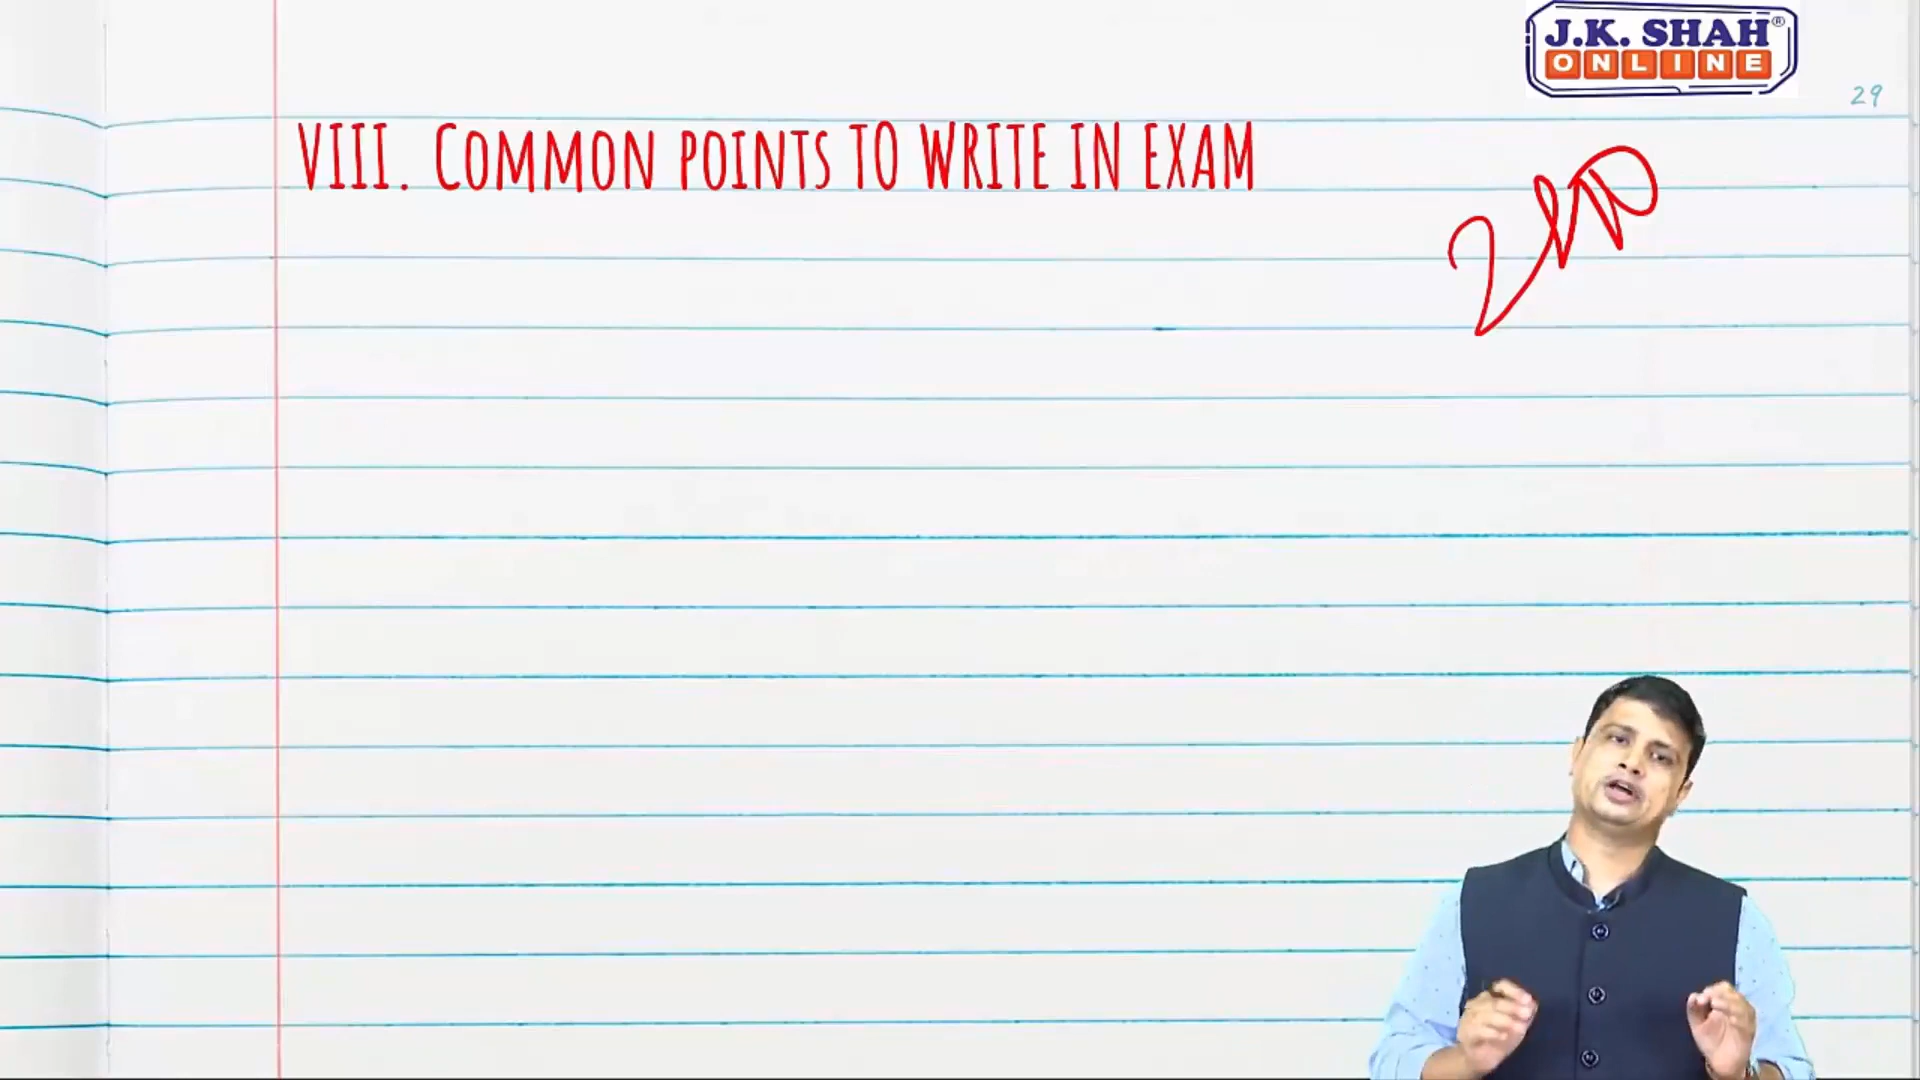 J.K. SHAH®
ONLINE
29
VIII. COMMON POINTS TO WRITE IN EXAM